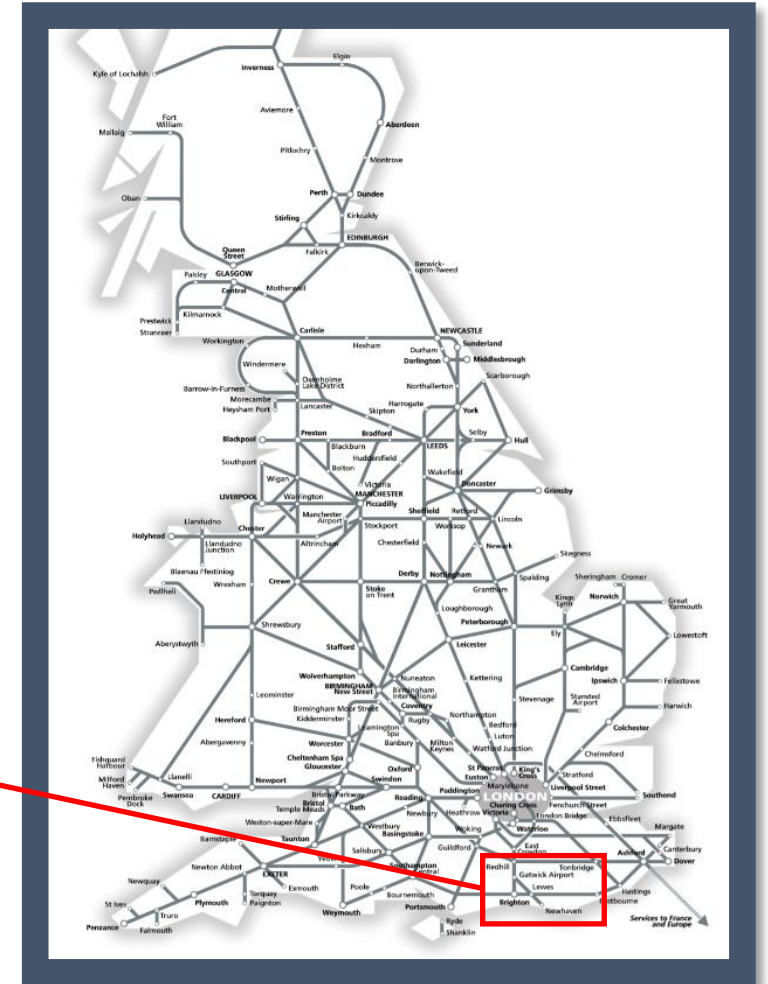 Elgin
Kyle of Lochalsh
Inverness
Aviemore
Fort
William
Mallaig
Aberdeen
Pitlochry
Montrose
Perth
Dundee
Oban
Stirling
Kirkcaldy
EDINBURGH
Queen
Street
Falkirk
GLASGOW
Central
Paisley
Motherwell
Berwick-
upon-Tweed
Prestwick
Kilmarnock
Stranraer
Carlisle
NEWCASTLE
Workington
Hexham
Sunderland
Durham
Darlington
Middlesbrough
Windermere
Oxenholme
Lake District
Scarborough
Northallerton
Barrow-in-Furness
Morecambe
Heysham Port
Lancaster
Skipton
Harrogate
York
Blackpool
Preston
Bradford
Selby
LEEDS
Hull
Blackburn
Huddersfield
Southport
Bolton
Wakefield
Wigan
Victoria
Doncaster
LIVERPOOL
Warrington
MANCHESTER
Piccadilly
Grimsby
Manchester
Airport
Sheffield
Retford
Llandudno
Chester
Stockport
Worksop
Lincoln
Holyhead
Llandudno
Junction
Altrincham
Chesterfield
Newark
Skegness
Blaenau Ffestiniog
Pwllheli
Wrexham
Crewe
Stoke
on Trent
Derby
Nottingham
Grantham
Spalding
Sheringham
Cromer
Loughborough
Kings
Lynn
Norwich
Great
Yarmouth
Shrewsbury
Peterborough
Aberystwyth
Stafford
Leicester
Ely
Lowestoft
Wolverhampton
BIRMINGHAM
New Street
Nuneaton
Birmingham
International
Kettering
Cambridge
Ipswich
Felixstowe
Leominster
Birmingham Moor Street
Coventry
Stevenage
Stansted
Airport
Harwich
Kidderminster
Rugby
Northampton
Hereford
Leamington
Spa
Bedford
Colchester
Worcester
Banbury
Milton
Keynes
Luton
Abergavenny
Watford Junction
Chelmsford
Cheltenham Spa
Gloucester
Oxford
St Pancras
King's
Cross
Euston
Stratford
Fishguard
Harbour
Llanelli
Newport
Swindon
Marylebone
Liverpool Street
Milford
Haven
Pembroke
Dock
Swansea
CARDIFF
Bristol Parkway
Reading
Paddington
LONDON
Southend
Bristol
Temple Meads
Bath
Newbury
Heathrow
Victoria
Charing Cross
Fenchurch Street
London Bridge
Ebbsfleet
Weston-super-Mare
Westbury
Basingstoke
Woking
Waterloo
Margate
Barnstaple
Taunton
Salisbury
Guildford
East
Croydon
Canterbury
Ashford
Dover
Newton Abbot
EXETER
Southampton
Central
Redhill
Tonbridge
Gatwick Airport
Newquay
Exmouth
Poole
Lewes
Hastings
St Ives
Plymouth
Torquay
Paignton
Bournemouth
Portsmouth
Brighton
Newhaven
Eastbourne
Truro
Weymouth
Ryde
Shanklin
Penzance
Falmouth
Services to France
and Europe